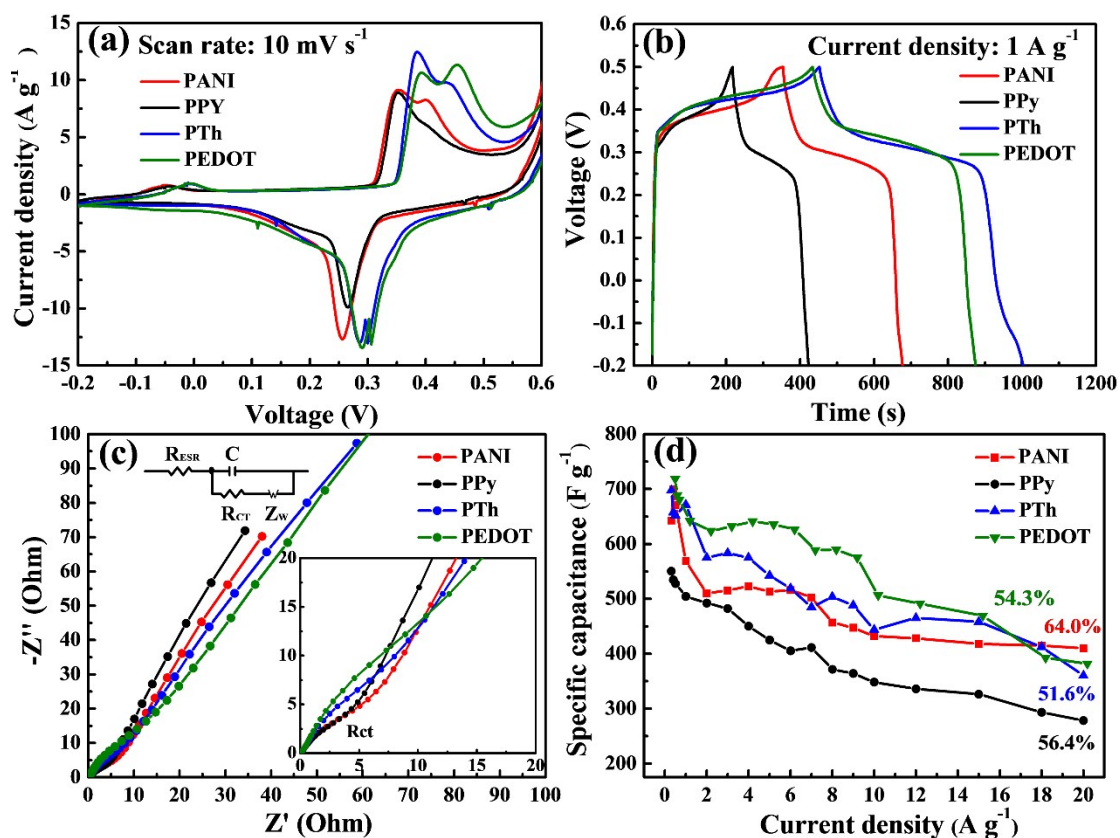 (a) Scan rate: 10 mV s⁻¹
PANI
PPY
PTh
PEDOT
Current density (A g⁻¹)
15
10
5
0
-5
-10
-15
-0.2 -0.1 0.0 0.1 0.2 0.3 0.4 0.5 0.6
Voltage (V)
(b) Current density: 1 A g⁻¹
PANI
PPy
PTh
PEDOT
Voltage (V)
0.6
0.5
0.4
0.3
0.2
0.1
0.0
-0.1
-0.2
0 200 400 600 800 1000 1200
Time (s)
(c)
R_ESR C
R_CT Z_W
PANI
PPy
PTh
PEDOT
-Z'' (Ohm)
100
90
80
70
60
50
40
30
20
10
0
20
15
10
5
0
Rct
0 5 10 15 20
0 10 20 30 40 50 60 70 80 90 100
Z' (Ohm)
(d)
PANI
PPy
PTh
PEDOT
Specific capacitance (F g⁻¹)
800
700
600
500
400
300
54.3%
64.0%
51.6%
56.4%
0 2 4 6 8 10 12 14 16 18 20
Current density (A g⁻¹)